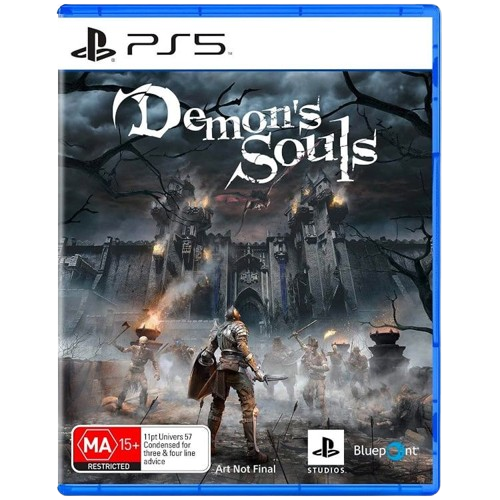 PS5
Demon's
Souls
MA 15+
RESTRICTED
11pt Univers 57
Condensed for
three & four line
advice
Art Not Final
PlayStation
STUDIOS
Bluepoint